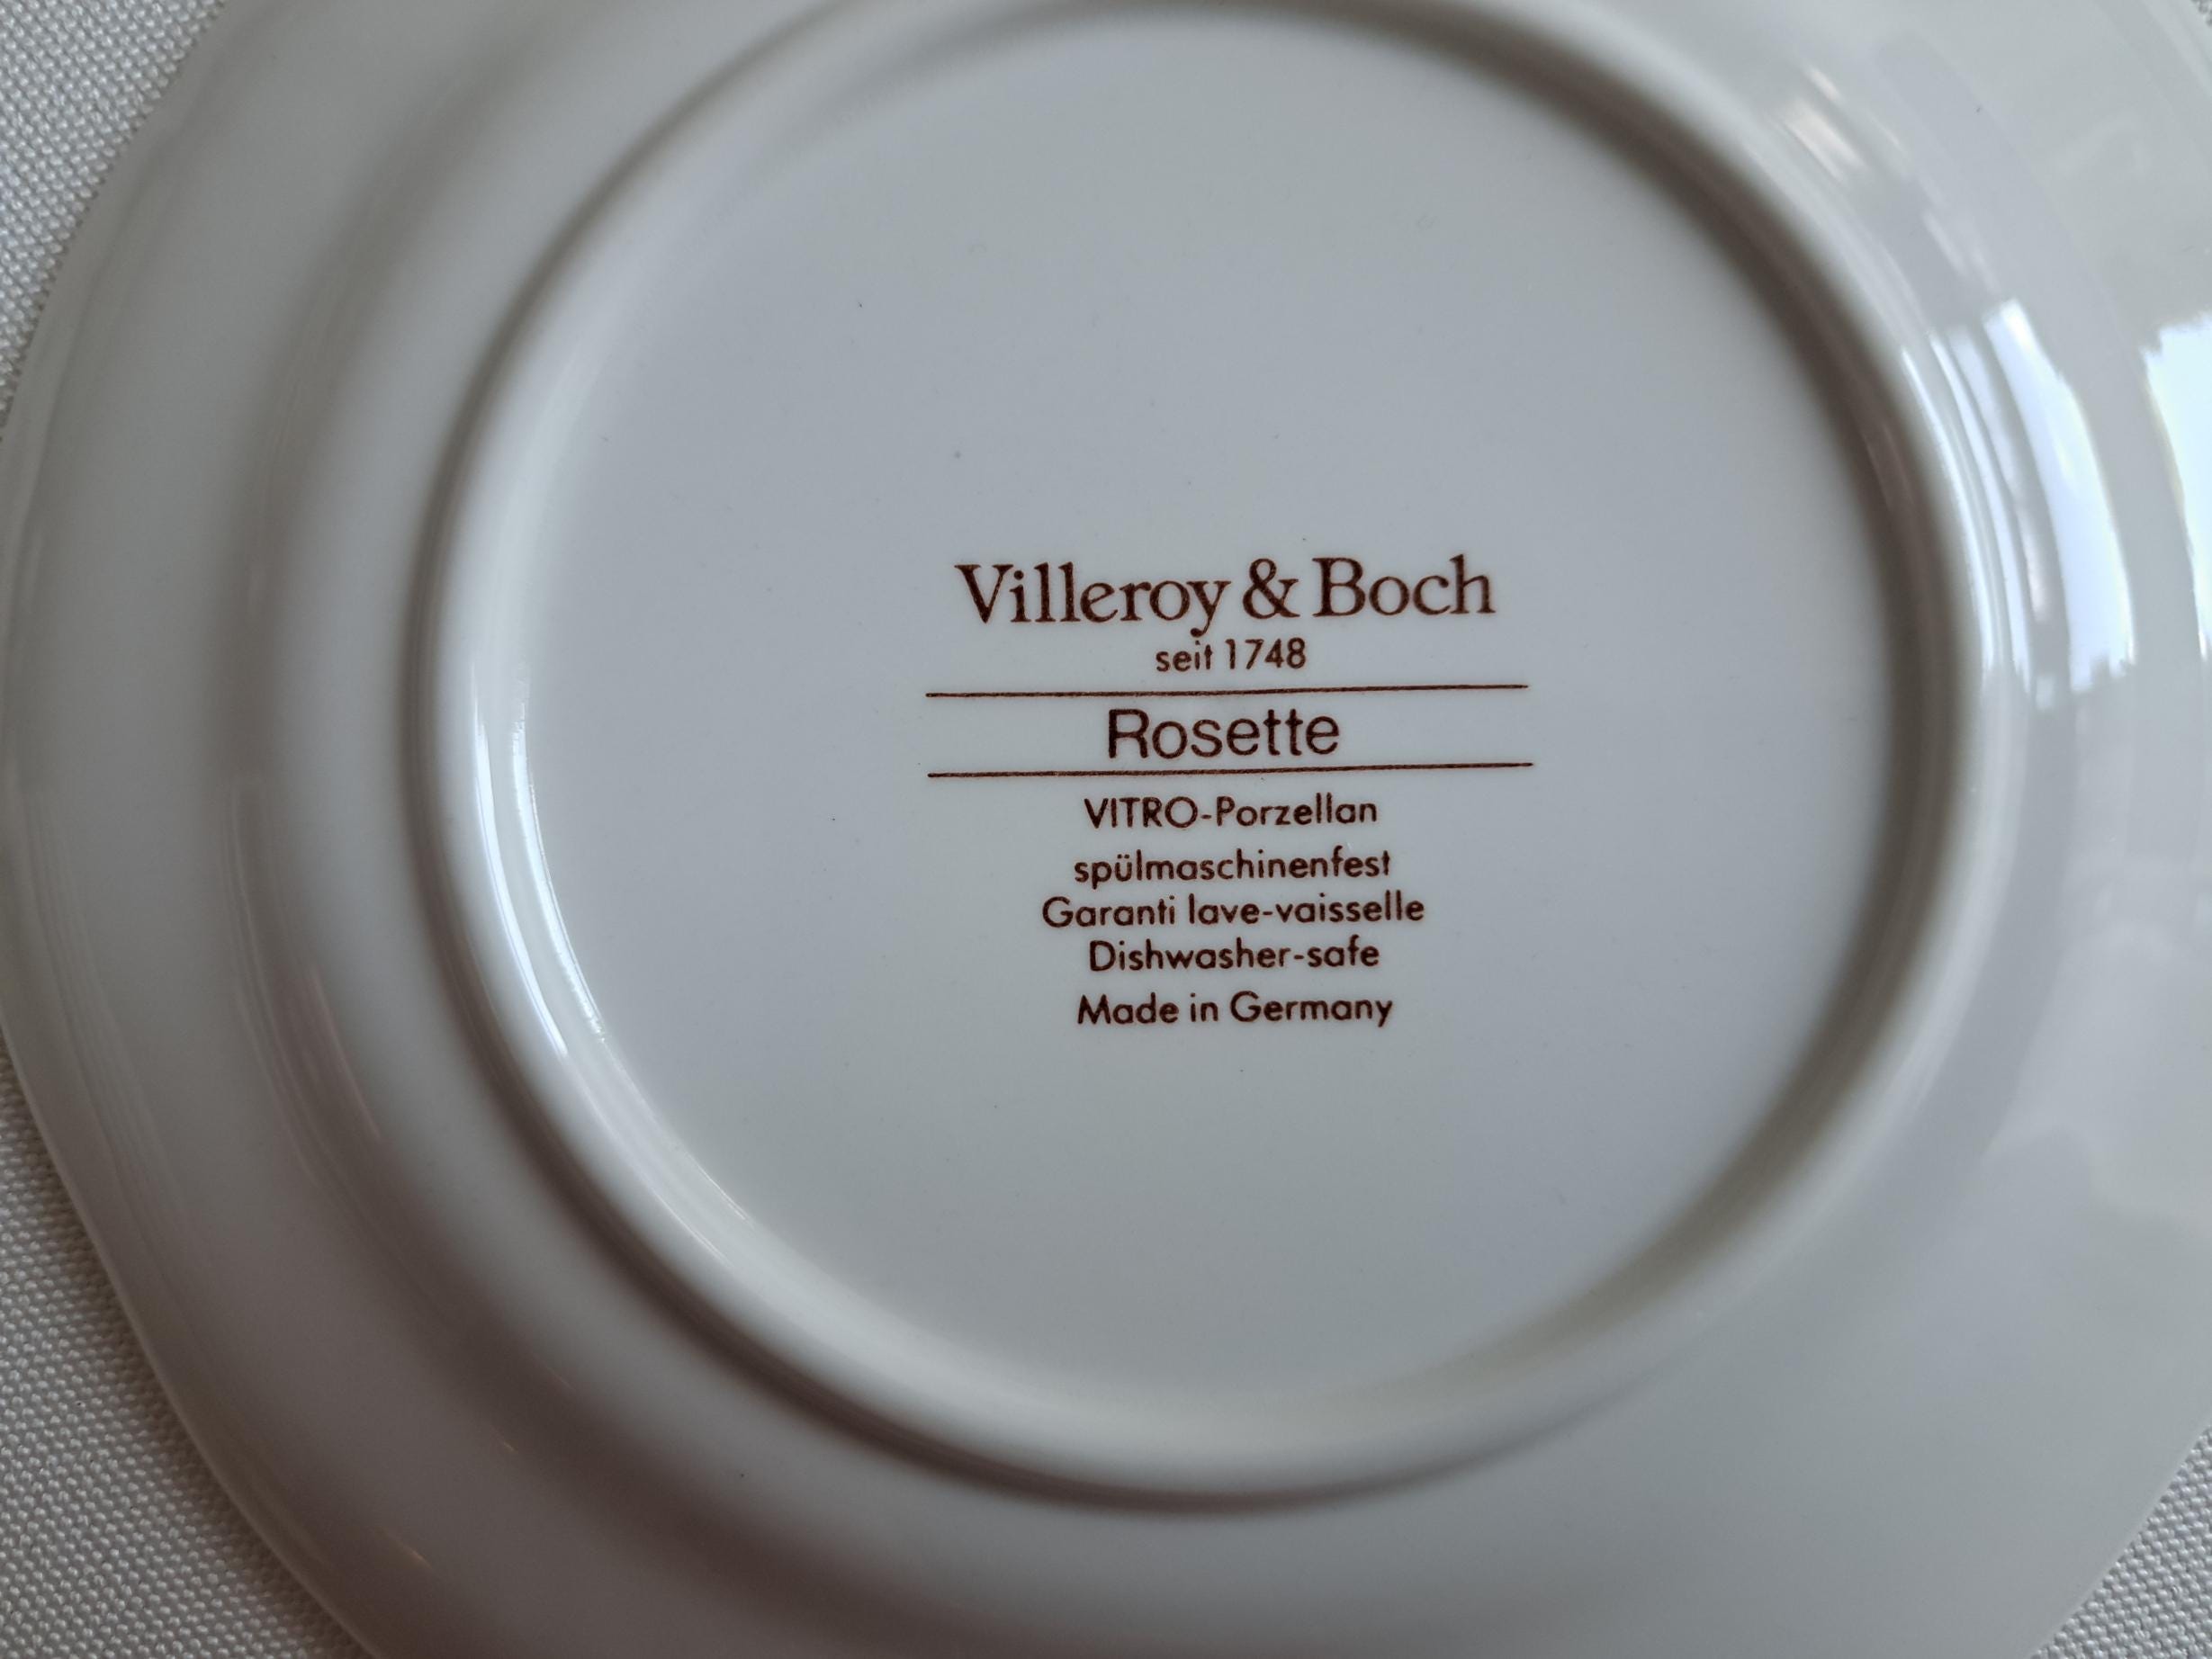 Villeroy & Boch
seit 1748
Rosette
VITRO-Porzellan
spülmaschinenfest
Garanti lave-vaisselle
Dishwasher-safe
Made in Germany